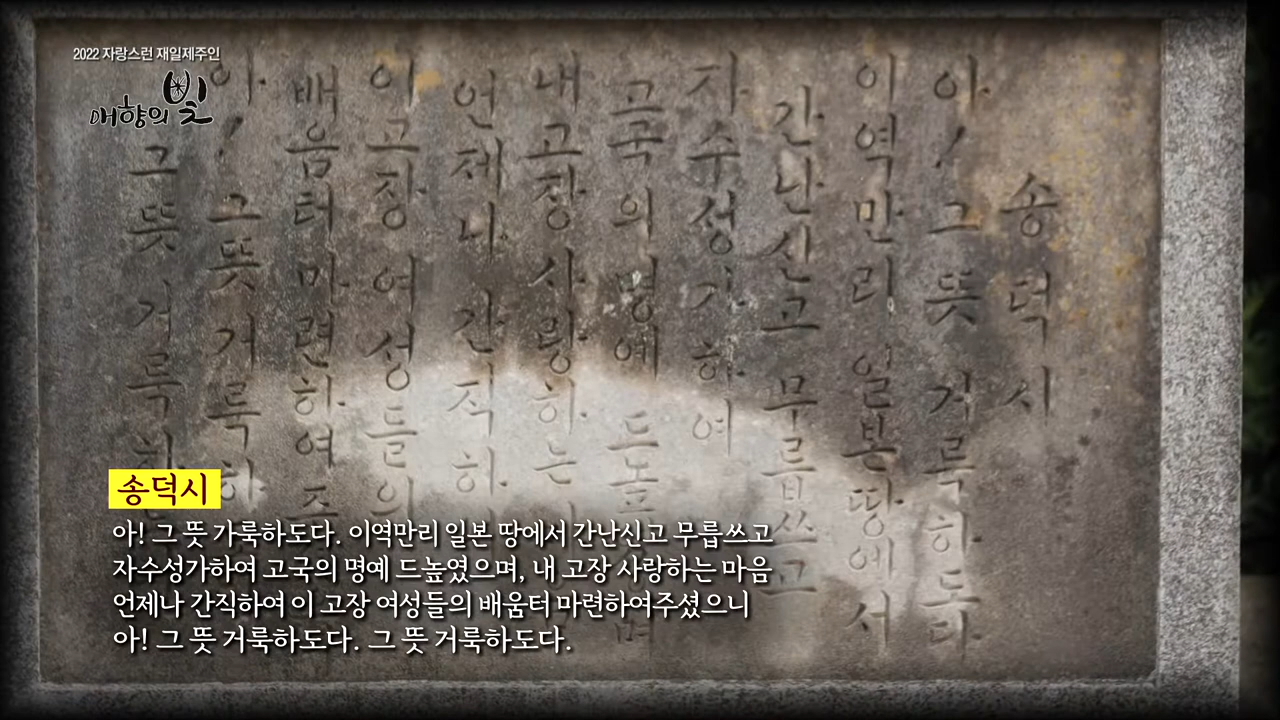 2022 자랑스런 재일제주인
애향의 빛
송덕시
아! 그 뜻 거룩하도다
이역만리 일본땅에서
간난신고 무릅쓰고
자수성가하여
고국의 명예 드높
내고장 사랑하는
언제나 간직하
이고장 여성들의
배움터 마련하여
아! 그 뜻 거룩하
그 뜻 거룩
송덕시
아! 그 뜻 가룩하도다. 이역만리 일본 땅에서 간난신고 무릅쓰고
자수성가하여 고국의 명예 드높였으며, 내 고장 사랑하는 마음
언제나 간직하여 이 고장 여성들의 배움터 마련하여주셨으니
아! 그 뜻 거룩하도다. 그 뜻 거룩하도다.